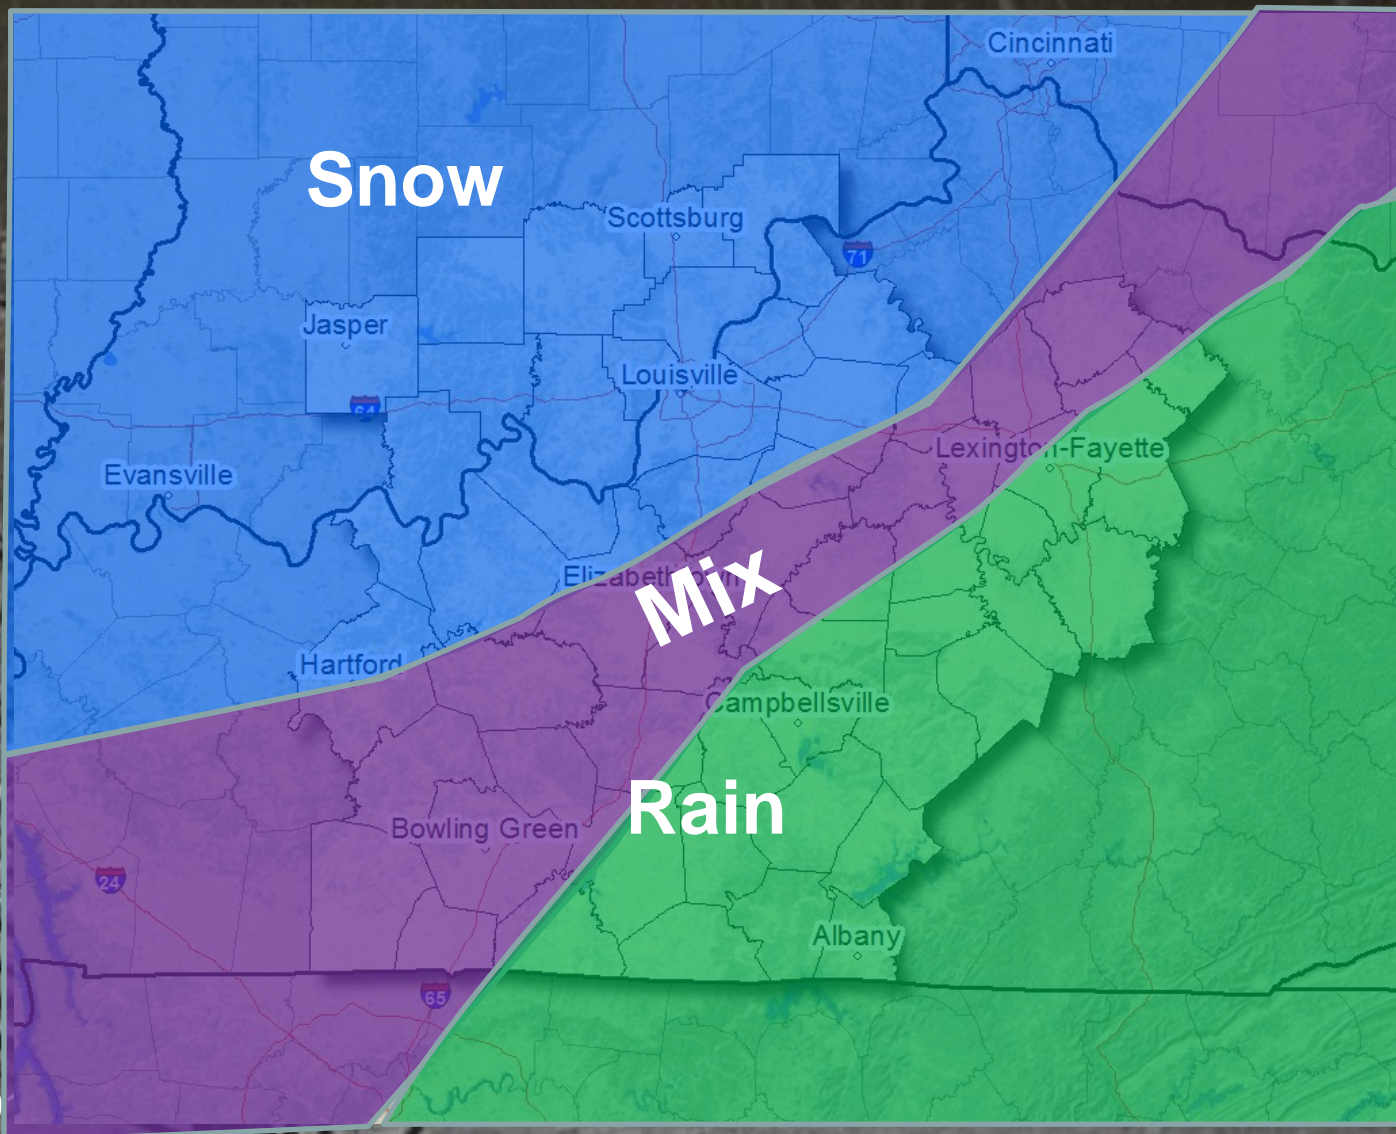 Cincinnati
Snow
Scottsburg
71
Jasper
Louisville
64
Lexington-Fayette
Evansville
Mix
Hartford
Campbellsville
Rain
Bowling Green
24
Albany
65